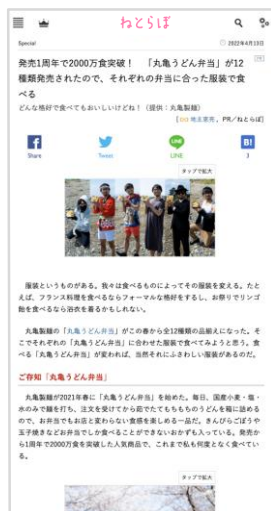 ねとらぼ
Special
2022年4月13日
発売1周年で2000万食突破！　「丸亀うどん弁当」が12
種類発売されたので、それぞれの弁当に合った服装で食
べる
どんな格好で食べてもおいしいけどね！（提供：丸亀製麺）
[地主恵亮，PR／ねとらぼ]
Share
Tweet
LINE
B!
3
タップで拡大
服装というものがある。我々は食べるものによってその服装を変える。たと
えば、フランス料理を食べるならフォーマルな格好をするし、お祭りでリンゴ
飴を食べるなら浴衣を着るかもしれない。
丸亀製麺の「丸亀うどん弁当」がこの春から全12種類の品揃えになった。そ
こでそれぞれの「丸亀うどん弁当」に合わせた服装で食べてみようと思う。食
べる「丸亀うどん弁当」が変われば、当然それにふさわしい服装があるのだ。
ご存知「丸亀うどん弁当」
丸亀製麺が2021年春に「丸亀うどん弁当」を始めた。毎日、国産小麦・塩・
水のみで麺を打ち、注文を受けてから茹でたてもちもちのうどんを箱に詰める
ので、お弁当でもお店と変わらない食感を楽しめる一品だ。きんぴらごぼうや
玉子焼きなどお弁当でしか食べることができないおかずも入っている。発売か
ら1周年で2000万食を突破した人気商品で、これまで私も何度となく食べてい
る。
タップで拡大